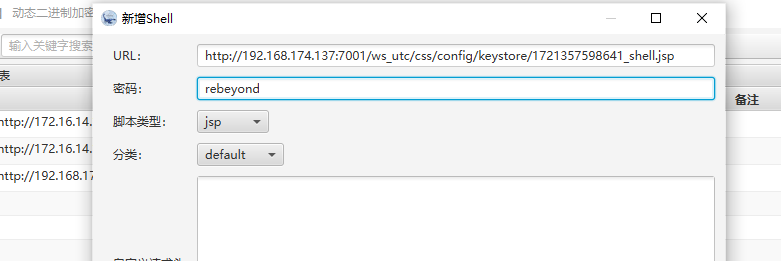 动态二进制加密
新增Shell
输入关键字搜索
URL:
http://192.168.174.137:7001/ws_utc/css/config/keystore/1721357598641_shell.jsp
表
密码:
rebeyond
备注
http://172.16.14.
脚本类型:
jsp
http://172.16.14.
分类:
default
http://192.168.17